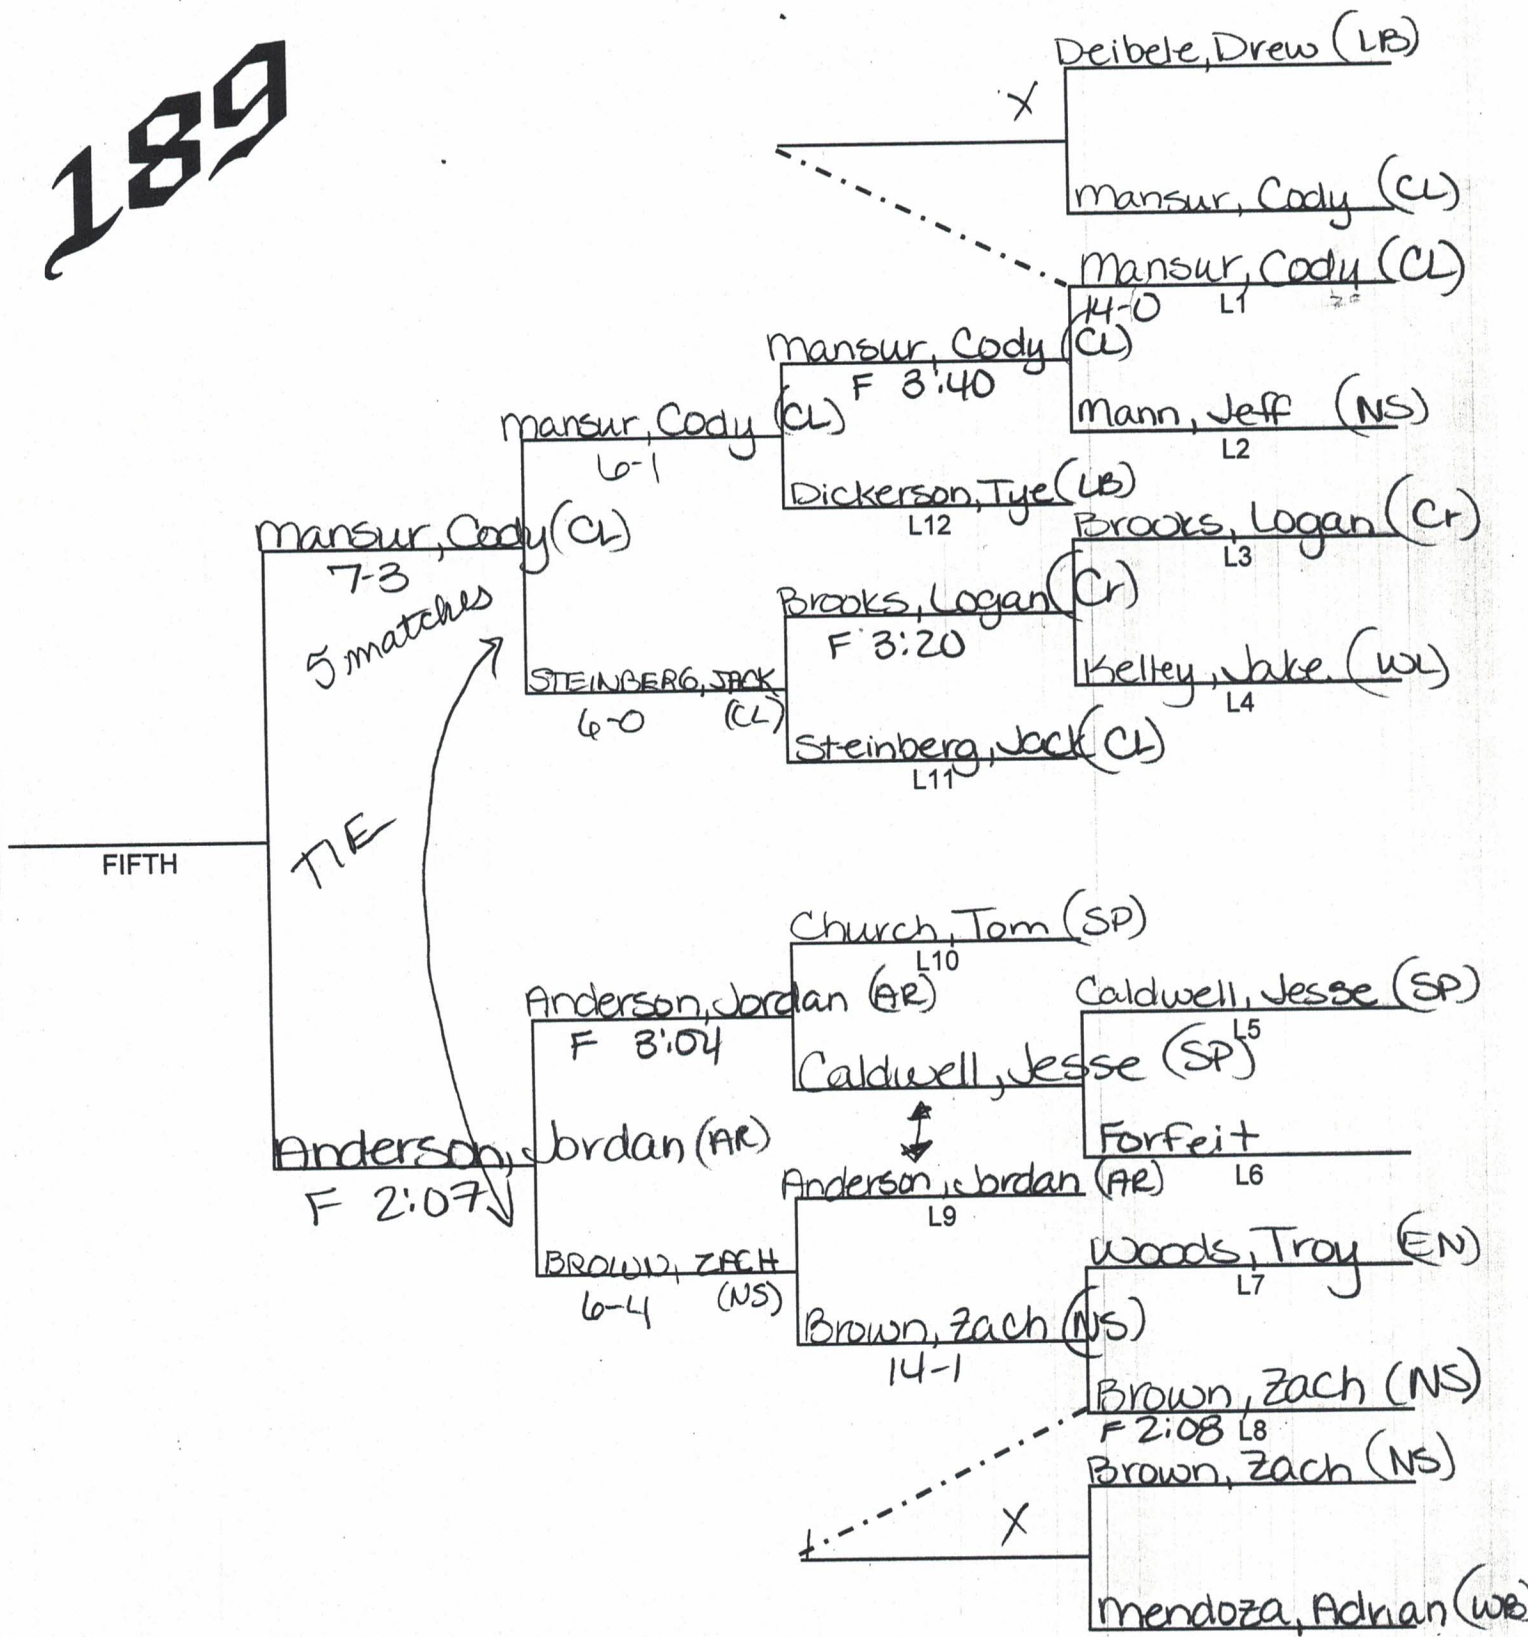 189
Deibele, Drew (LB)
X
Mansur, Cody (CL)
Mansur, Cody (CL)
14-0 L1
Mansur, Cody (CL)
F 3:40
Mann, Jeff (NS)
L2
Mansur, Cody (CL)
6-1
Dickerson, Tye (LB)
L12
Brooks, Logan (Cr)
L3
Mansur, Cody (CL)
7-3
5 matches
Brooks, Logan (Cr)
F 3:20
Kelley, Jake (WL)
L4
STEINBERG, JACK
6-0 (CL)
Steinberg, Jack (CL)
L11
TIE
FIFTH
Church, Tom (SP)
L10
Anderson, Jordan (AR)
F 3:04
Caldwell, Jesse (SP)
L5
Caldwell, Jesse (SP)
Forfeit
L6
Anderson, Jordan (AR)
F 2:07
Anderson, Jordan (AR)
L9
Woods, Troy (EN)
L7
BROWN, ZACH
6-4 (NS)
Brown, Zach (NS)
14-1
Brown, Zach (NS)
F 2:08 L8
Brown, Zach (NS)
X
Mendoza, Adrian (WB)